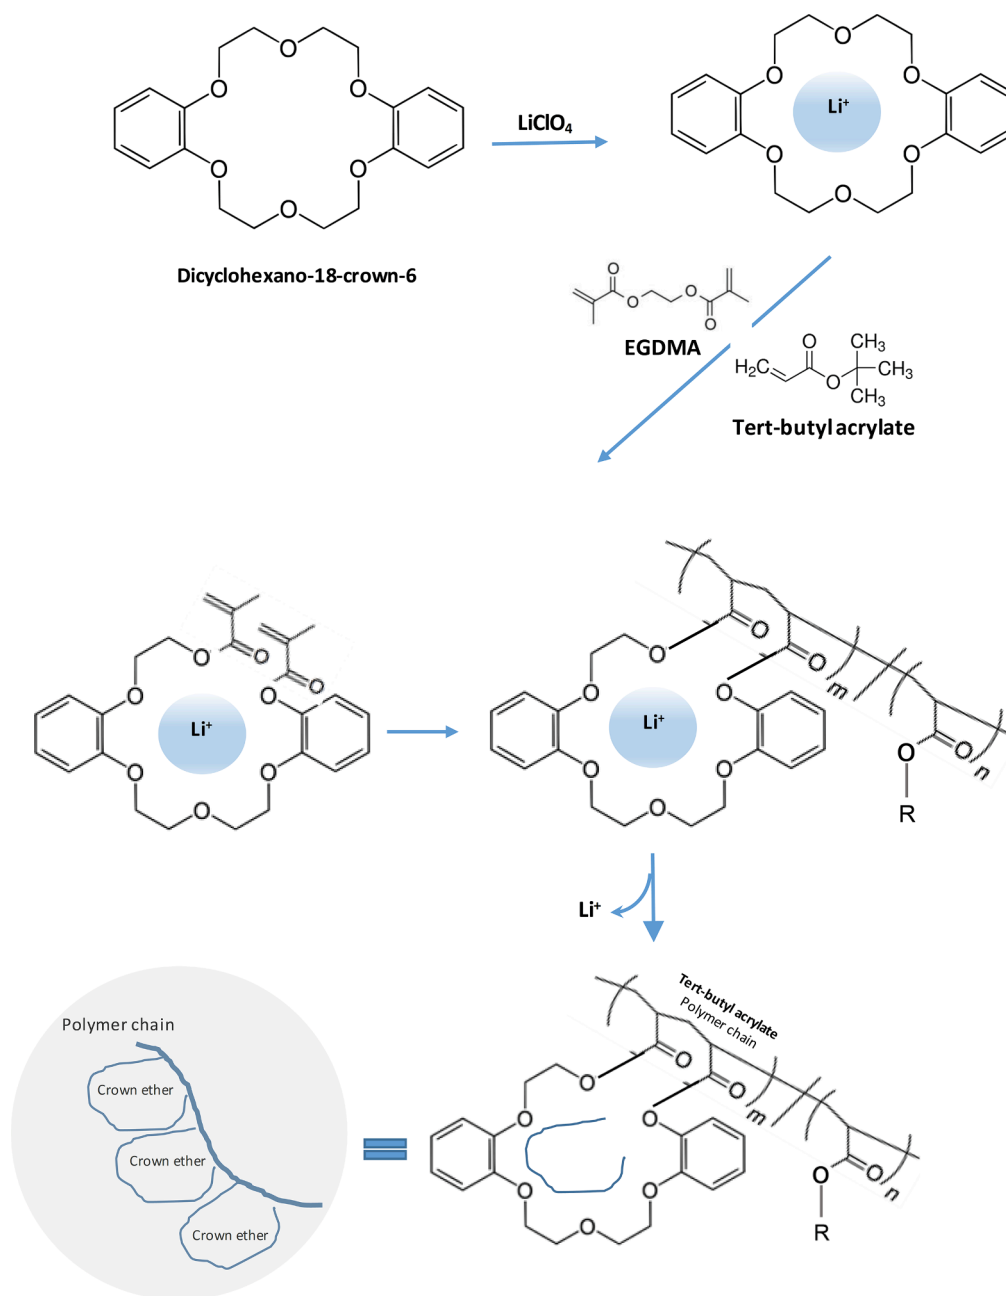 O
O
O
O
O
O
Dicyclohexano-18-crown-6
LiClO₄
O
O
O
Li⁺
O
O
O
O
O
O
O
EGDMA
O
O
H₂C
CH₃
CH₃
CH₃
Tert-butyl acrylate
O
O
O
O
O
O
Li⁺
O
O
O
O
O
O
O
O
O
Li⁺
O
O
O
m
O
O
n
R
Li⁺
Polymer chain
Crown ether
Crown ether
Crown ether
Tert-butyl acrylate
Polymer chain
O
O
O
O
O
O
O
O
m
O
O
n
R